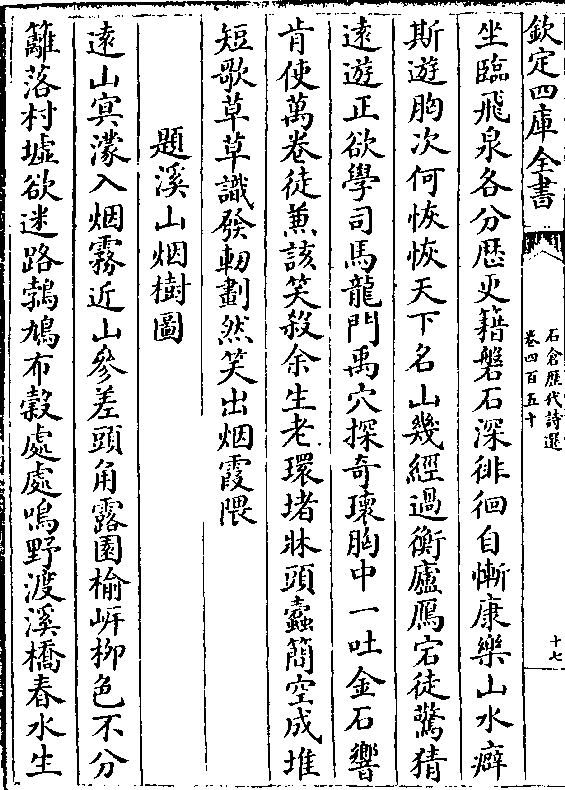 欽定四庫全書
石倉歷代詩選
卷四百五十
十七
坐臨飛泉各分歴更籍磐石深徘徊自慚康樂山水癖
斯遊胸次何恢恢天下名山幾經過衡廬鴈宕徒驚猜
遠遊正欲學司馬龍門禹穴探奇瓌胸中一吐金石響
肯使萬卷徒蒹該笑殺余生老環堵牀頭蠹簡空成堆
短歌草草識發軔劃然笑出烟霞隈
題溪山烟樹圖
遠山㝠濛入烟霧近山參差頭角露園榆岍栁色不分
籬落村墟欲迷路鵓鳩布穀處處鳴野渡溪橋春水生